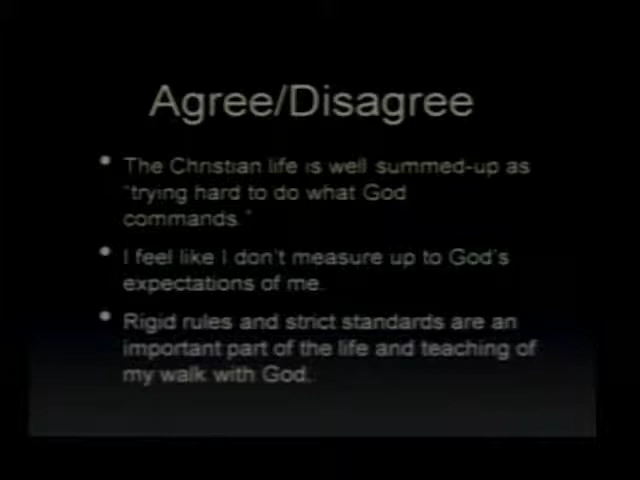 Agree/Disagree
• The Christian life is well summed-up as
"trying hard to do what God
commands."
• I feel like I don't measure up to God's
expectations of me.
• Rigid rules and strict standards are an
important part of the life and teaching of
my walk with God.